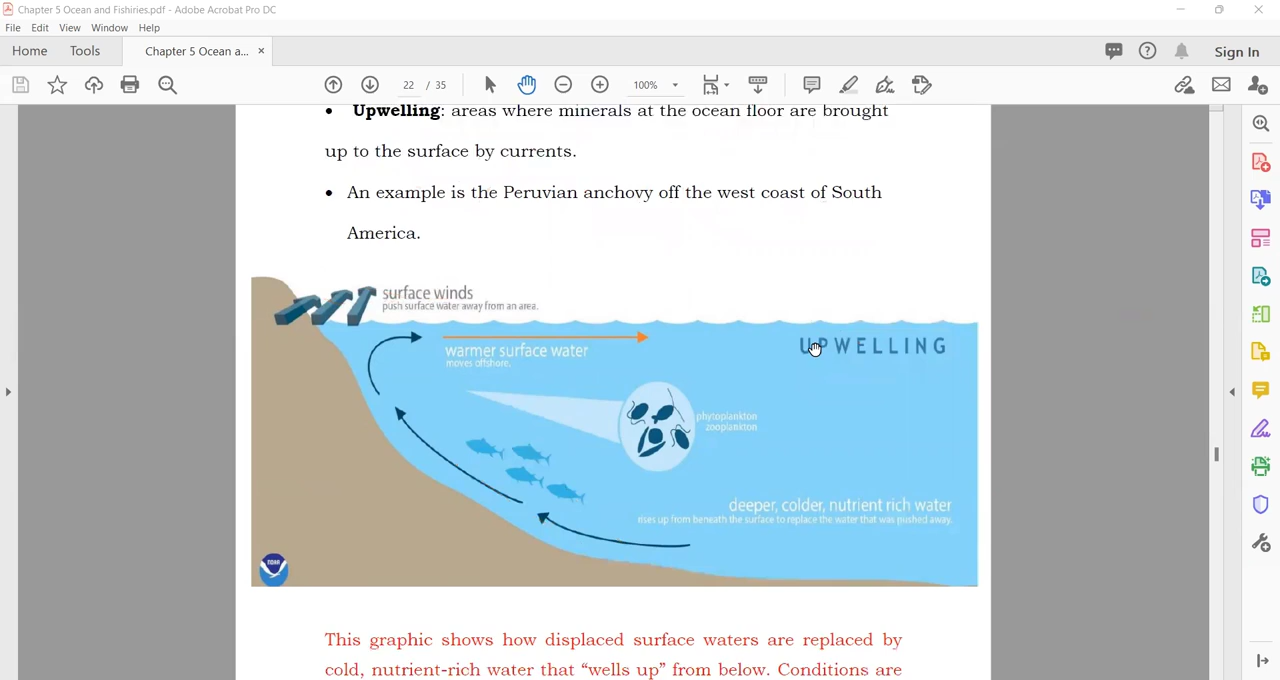 Chapter 5 Ocean and Fishiries.pdf - Adobe Acrobat Pro DC
File Edit View Window Help
Home Tools Chapter 5 Ocean a... × Sign In
22 / 35 100%
• Upwelling: areas where minerals at the ocean floor are brought
up to the surface by currents.
• An example is the Peruvian anchovy off the west coast of South
America.
surface winds
push surface water away from an area.
UPWELLING
warmer surface water
moves offshore.
phytoplankton
zooplankton
deeper, colder, nutrient rich water
rises up from beneath the surface to replace the water that was pushed away.
NOAA
This graphic shows how displaced surface waters are replaced by
cold, nutrient-rich water that “wells up” from below. Conditions are